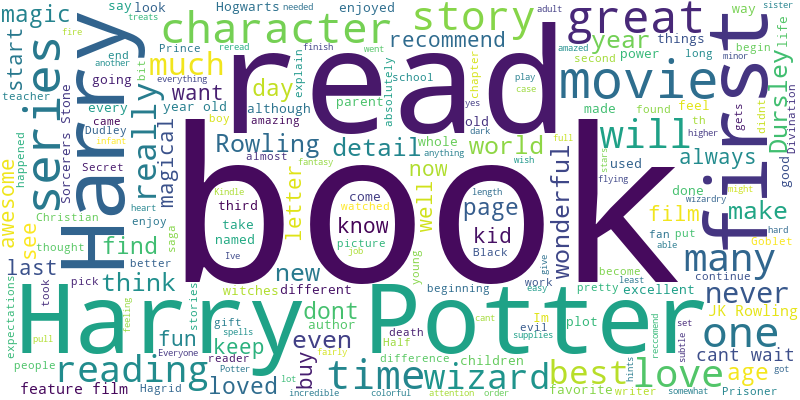 magic
say
look
Hogwarts
enjoyed
Everything
needed
Another
story
great
adult
sister
Prince
treats
start
teacher
end
another
going
bit
character
recommend
year
things
way
begin
life
fire
much
day
want
explain
school
power
second
long
movie
minor
everything
every
came
year old
although
parent
absolutely
amazed
finish
went
chapter
yes
play
case
read
first
Dursley
series
Harry
really
magical
boy
amazing
old
dark
made
found
feel
th
higher
gets
didnt
good
Divination
Sorcerers Stone
Dudley
Rowling
detail
world
will
used
always
happened
infant
Secret
almost
whole
anything
wish
full
stars
flying
might
awesome
see
Christian
heart
enjoy
thought
find
saga
better
Kindle
watched
third
take
named
Ive
letter
come
know
picture
job
now
well
young
fantasy
length
page
kid
Black
wonderful
give
work
easy
wizardry
done
film
fan
put
able
make
hard
Goblet
book
last
took
pick
think
new
witches
different
beginning
become
pretty
least
excellent
continue
many
never
expectations
feeling
pull
people
stories
Harry Potter
gift
spells
fun
Everyone
keep
reader
Potter
dont
author
even
buy
death
Half
difference
children
cant
Im
evil
supplies
plot
hints
reccomend
set
subtle
JK Rowling
one
cant wait
got
reading
feature film
Hagrid
loved
lot
incredible
time
colorful
fairly
attention
wizard
order
best
favorite
writer
love
somewhat
age
Prisoner